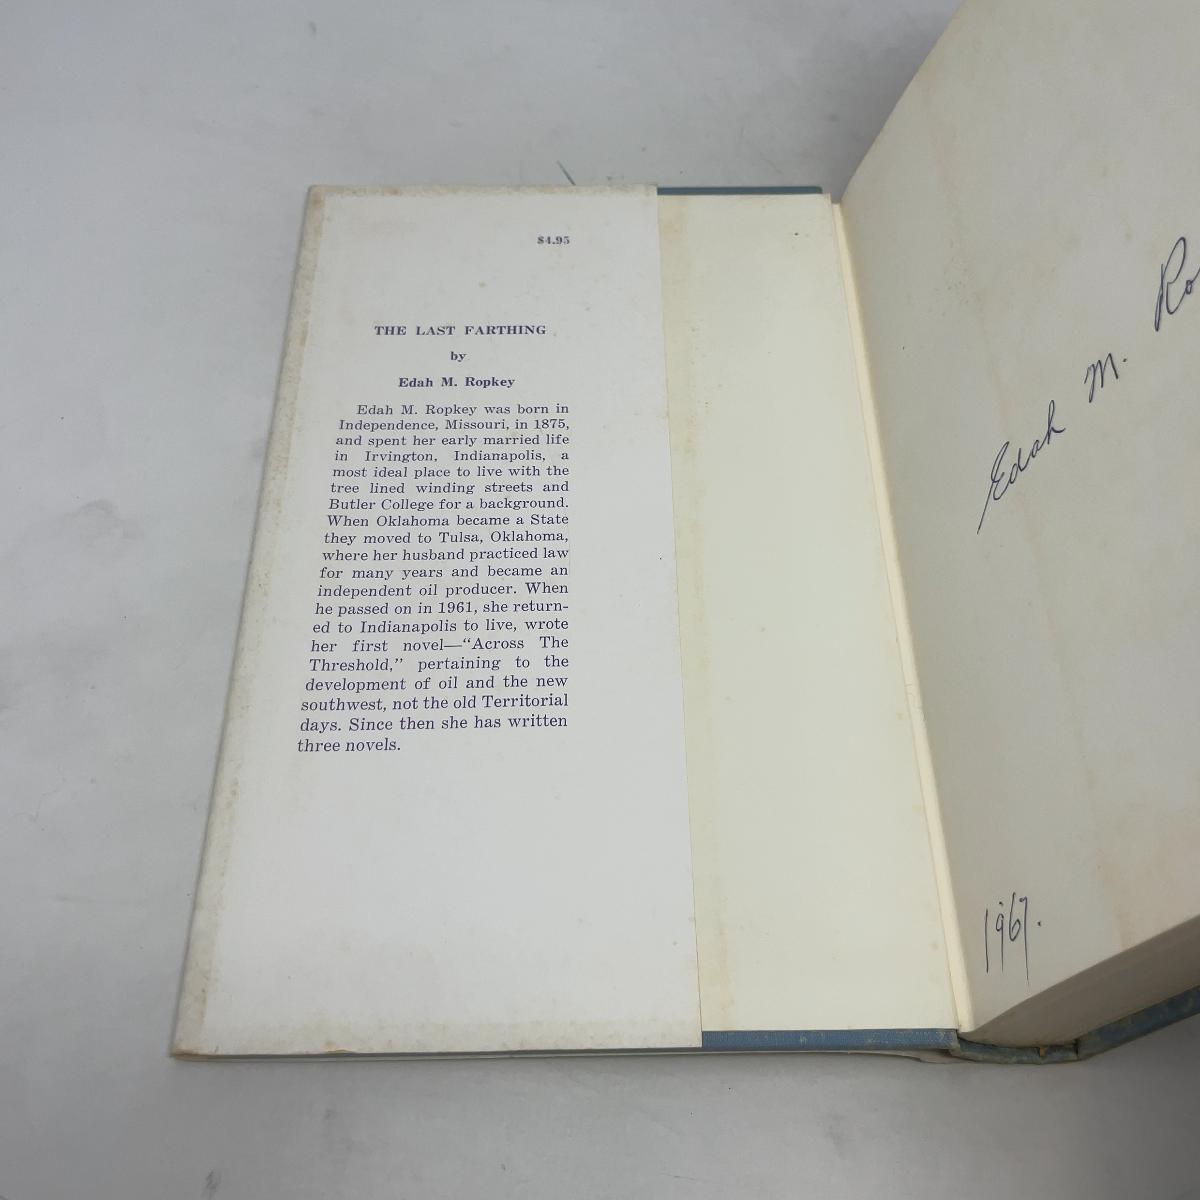 $4.95
THE LAST FARTHING
by
Edah M. Ropkey
Edah M. Ropkey was born in
Independence, Missouri, in 1875,
and spent her early married life
in Irvington, Indianapolis, a
most ideal place to live with the
tree lined winding streets and
Butler College for a background.
When Oklahoma became a State
they moved to Tulsa, Oklahoma,
where her husband practiced law
for many years and became an
independent oil producer. When
he passed on in 1961, she return-
ed to Indianapolis to live, wrote
her first novel—“Across The
Threshold,” pertaining to the
development of oil and the new
southwest, not the old Territorial
days. Since then she has written
three novels.
Edah M. Ro
1967.